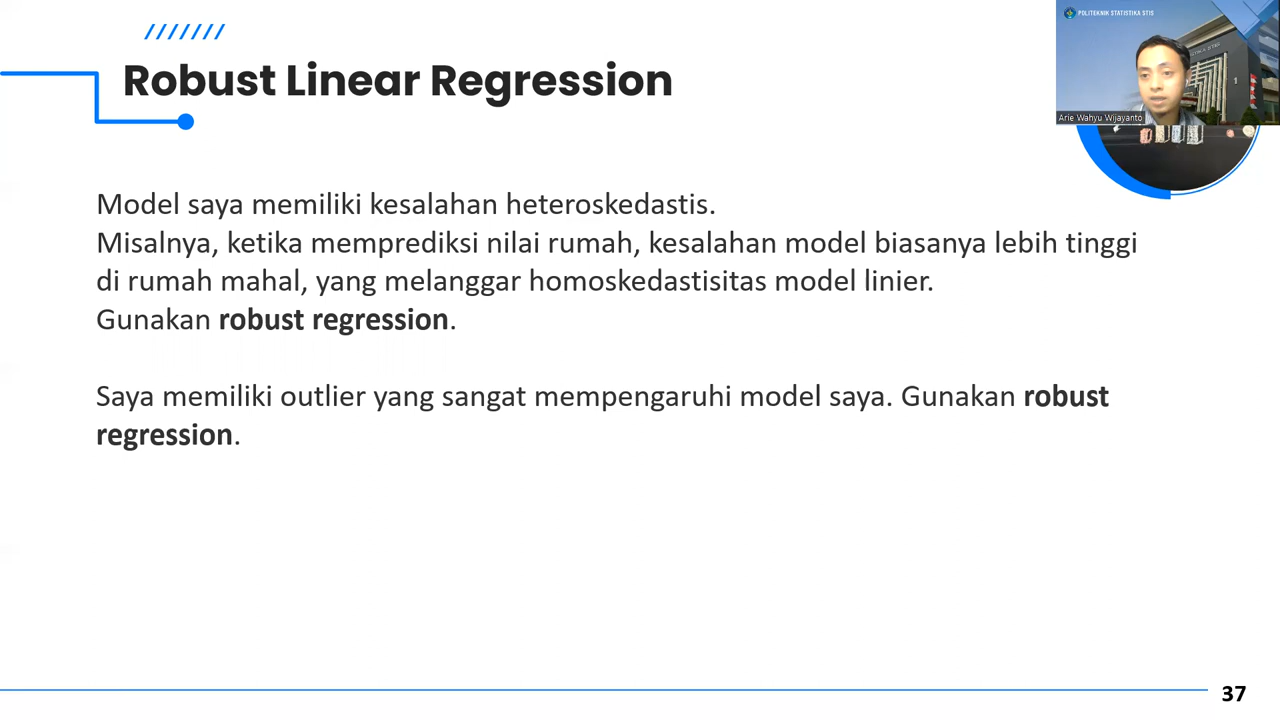 POLITEKNIK STATISTIKA STIS
Robust Linear Regression
Arie Wahyu Wijayanto
Model saya memiliki kesalahan heteroskedastis.
Misalnya, ketika memprediksi nilai rumah, kesalahan model biasanya lebih tinggi
di rumah mahal, yang melanggar homoskedastisitas model linier.
Gunakan robust regression.
Saya memiliki outlier yang sangat mempengaruhi model saya. Gunakan robust
regression.
37